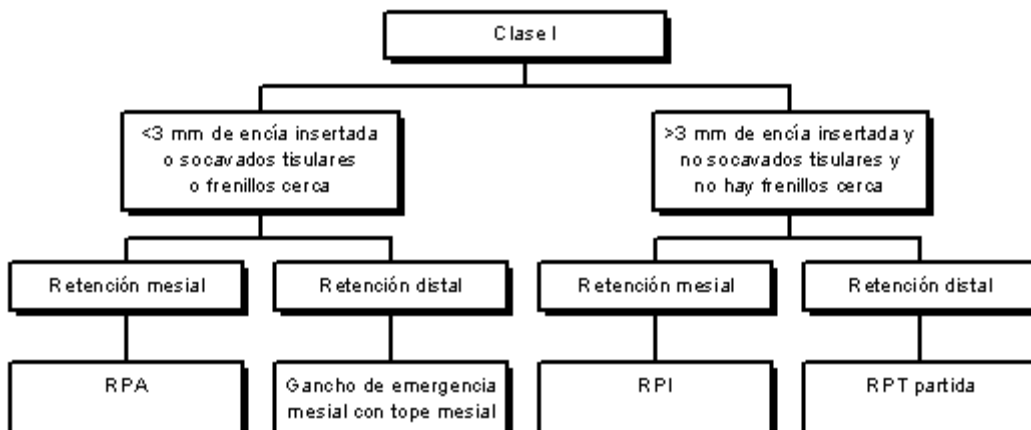 Clase I
<3 mm de encía insertada
o socavados tisulares
o frenillos cerca
>3 mm de encía insertada y
no socavados tisulares y
no hay frenillos cerca
Retención mesial
Retención distal
Retención mesial
Retención distal
RPA
Gancho de emergencia
mesial con tope mesial
RPI
RPT partida